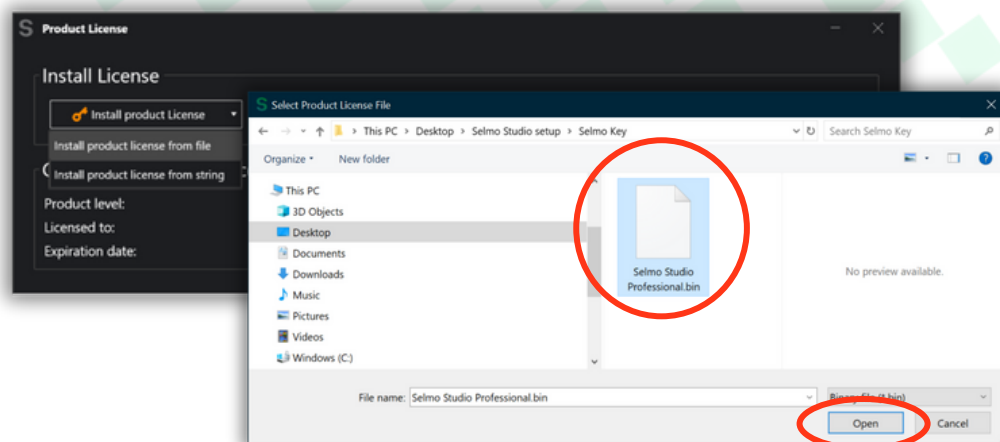 S Product License
Install License
Install product License
Install product license from file
Install product license from string
Product level:
Licensed to:
Expiration date:
S Select Product License File
This PC > Desktop > Selmo Studio setup > Selmo Key
Search Selmo Key
Organize
New folder
This PC
3D Objects
Desktop
Documents
Downloads
Music
Pictures
Videos
Windows (C:)
Selmo Studio
Professional.bin
No preview available.
File name: Selmo Studio Professional.bin
Binary file (*.bin)
Open
Cancel